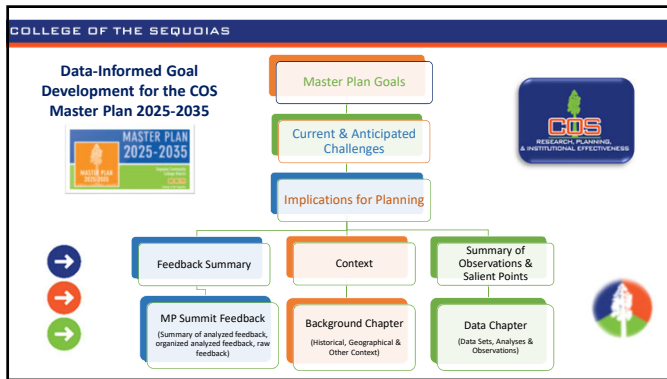 COLLEGE OF THE SEQUOIAS
Data-Informed Goal
Development for the COS
Master Plan 2025-2035
MASTER PLAN
2025-2035
MASTER PLAN
2025-2035
COS
RESEARCH, PLANNING,
& INSTITUTIONAL EFFECTIVENESS
Master Plan Goals
Current & Anticipated
Challenges
Implications for Planning
Feedback Summary
Context
Summary of
Observations &
Salient Points
MP Summit Feedback
(Summary of analyzed feedback,
organized analyzed feedback, raw
feedback)
Background Chapter
(Historical, Geographical &
Other Context)
Data Chapter
(Data Sets, Analyses &
Observations)